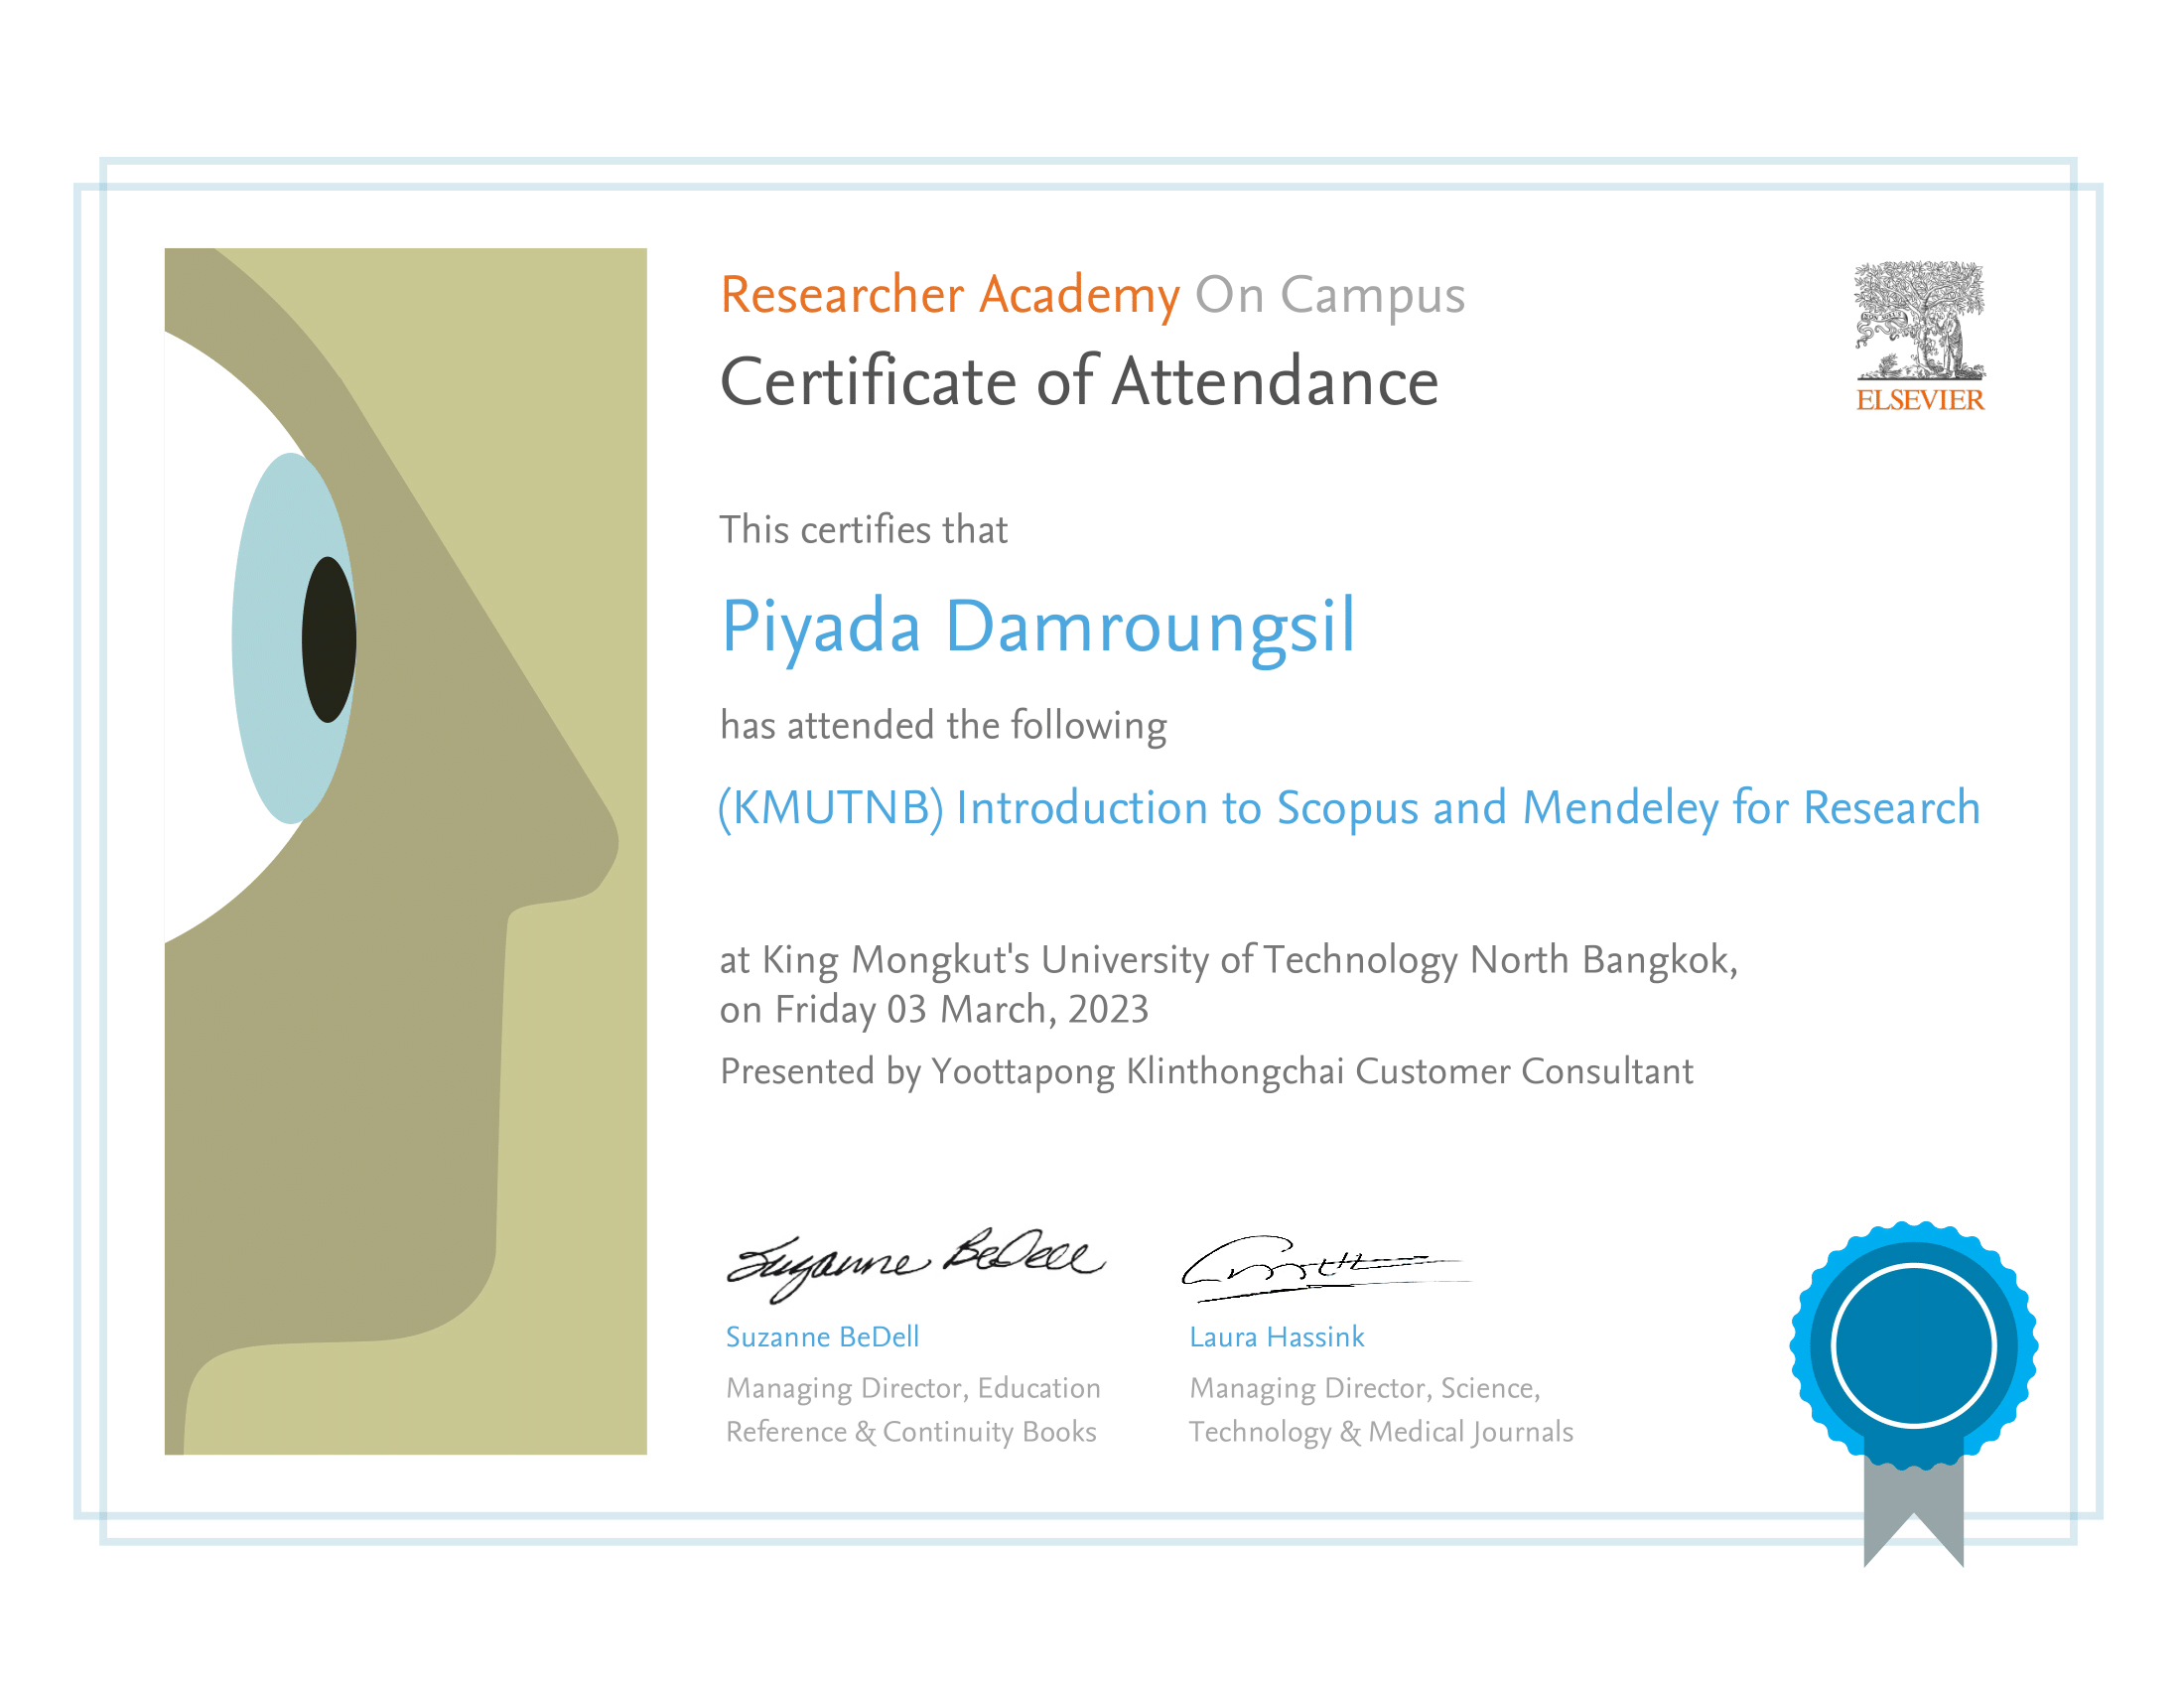 Researcher Academy On Campus
Certificate of Attendance
ELSEVIER
This certifies that
Piyada Damroungsil
has attended the following
(KMUTNB) Introduction to Scopus and Mendeley for Research
at King Mongkut's University of Technology North Bangkok,
on Friday 03 March, 2023
Presented by Yoottapong Klinthongchai Customer Consultant
Suzanne BeDell
Suzanne BeDell
Managing Director, Education
Reference & Continuity Books
Laura Hassink
Managing Director, Science,
Technology & Medical Journals